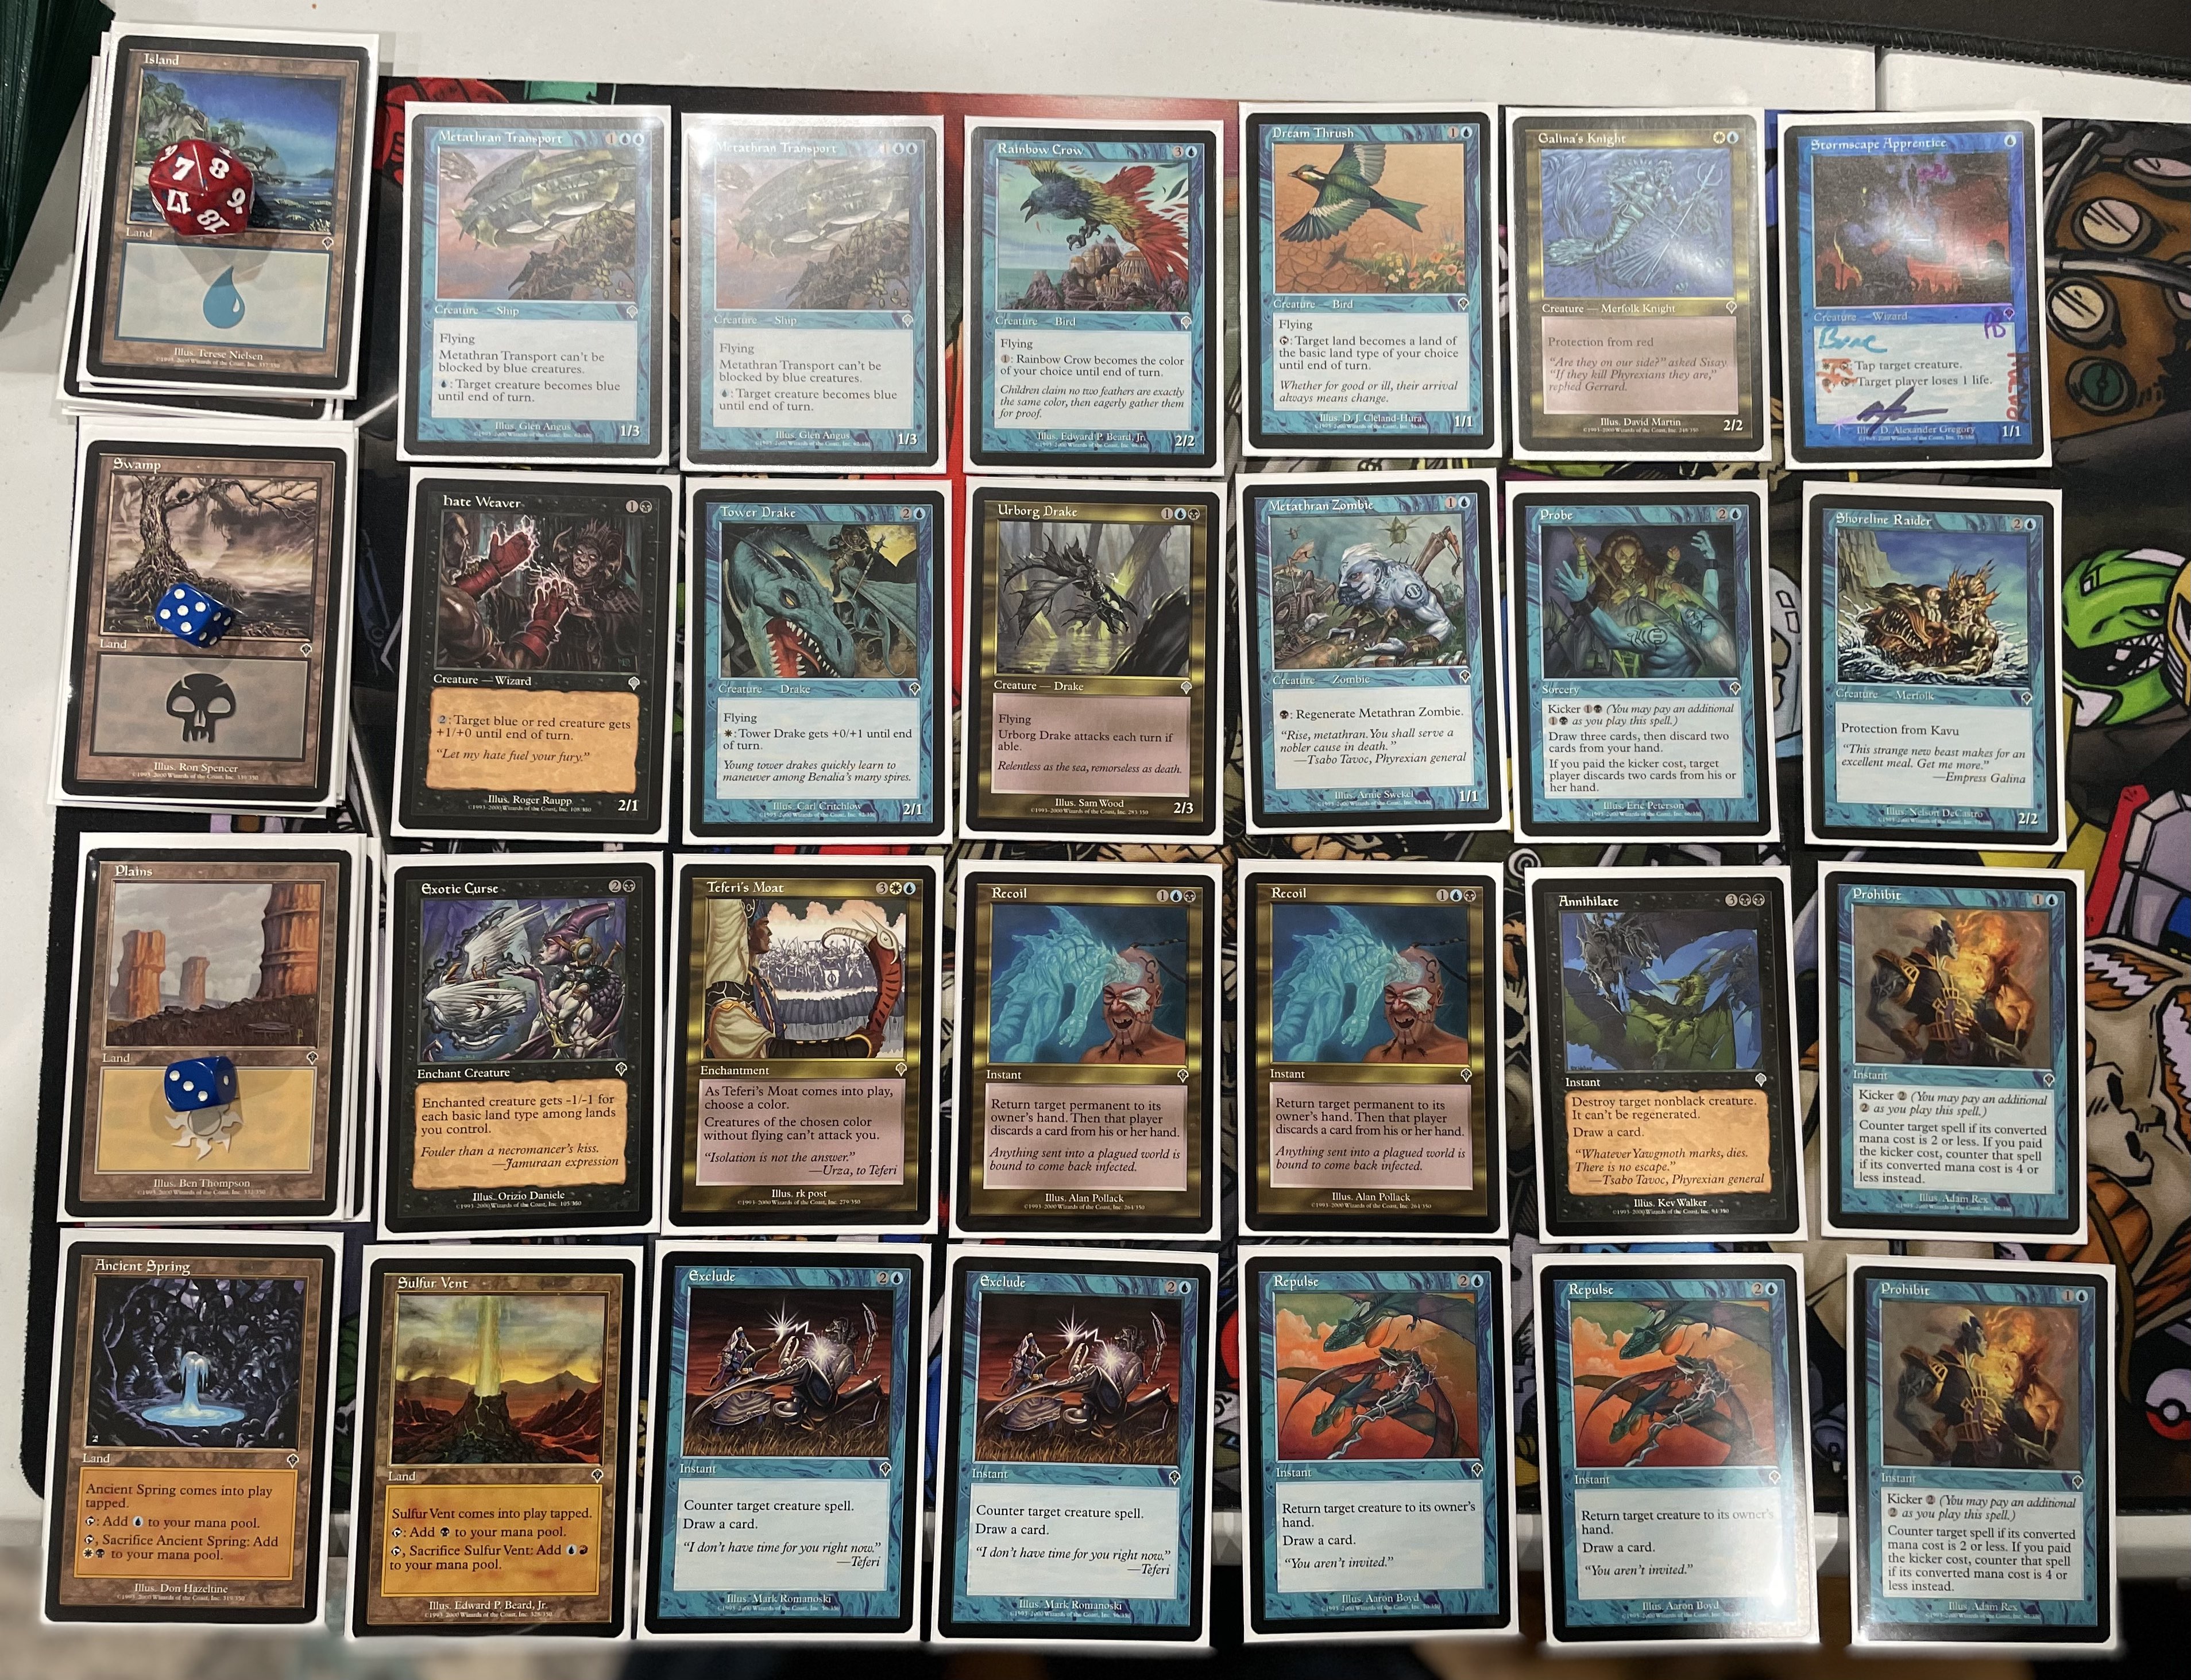 Island
7 8 9 17 18
Land
Illus. Terese Nielsen
Metathran Transport 1
Creature — Ship
Flying
Metathran Transport can't be
blocked by blue creatures.
: Target creature becomes blue
until end of turn.
Illus. Glen Angus
1/3
Metathran Transport 1
Creature — Ship
Flying
Metathran Transport can't be
blocked by blue creatures.
: Target creature becomes blue
until end of turn.
Illus. Glen Angus
1/3
Rainbow Crow 3
Creature — Bird
Flying
1: Rainbow Crow becomes the color
of your choice until end of turn.
Children claim no two feathers are exactly
the same color, then eagerly gather them
for proof.
Illus. Edward P. Beard, Jr.
2/2
Dream Thrush 1
Creature — Bird
Flying
: Target land becomes a land of
the basic land type of your choice
until end of turn.
Whether for good or ill, their arrival
always means change.
Illus. D. J. Cleland-Hura
1/1
Galina's Knight
Creature — Merfolk Knight
Protection from red
"Are they on our side?" asked Sisay.
"If they kill Phyrexians they are,"
replied Gerrard.
Illus. David Martin
2/2
Stormscape Apprentice
Creature — Wizard
: Tap target creature.
: Target player loses 1 life.
Illus. D. Alexander Gregory
1/1
Swamp
Land
Illus. Ron Spencer
Hate Weaver 1
Creature — Wizard
2: Target blue or red creature gets
+1/+0 until end of turn.
"Let my hate fuel your fury."
Illus. Roger Raupp
2/1
Tower Drake 2
Creature — Drake
Flying
: Tower Drake gets +0/+1 until end
of turn.
Young tower drakes quickly learn to
maneuver among Benalia's many spires.
Illus. Carl Critchlow
2/1
Urborg Drake 1
Creature — Drake
Flying
Urborg Drake attacks each turn if
able.
Relentless as the sea, remorseless as death.
Illus. Sam Wood
2/3
Metathran Zombie 1
Creature — Zombie
: Regenerate Metathran Zombie.
"Rise, metathran. You shall serve a
nobler cause in death."
—Tsabo Tavoc, Phyrexian general
Illus. Arnie Swekel
1/1
Probe 2
Sorcery
Kicker 1 (You may pay an additional
1 as you play this spell.)
Draw three cards, then discard two
cards from your hand.
If you paid the kicker cost, target
player discards two cards from his or
her hand.
Illus. Eric Peterson
Shoreline Raider 2
Creature — Merfolk
Protection from Kavu
"This strange new beast makes for an
excellent meal. Get me more."
—Empress Galina
Illus. Nelson DeCastro
2/2
Plains
Land
Illus. Ben Thompson
Exotic Curse 2
Enchant Creature
Enchanted creature gets -1/-1 for
each basic land type among lands
you control.
Fouler than a necromancer's kiss.
—Jamuraan expression
Illus. Orizio Daniele
Teferi's Moat 3
Enchantment
As Teferi's Moat comes into play,
choose a color.
Creatures of the chosen color
without flying can't attack you.
"Isolation is not the answer."
—Urza, to Teferi
Illus. rk post
Recoil 1
Instant
Return target permanent to its
owner's hand. Then that player
discards a card from his or her hand.
Anything sent into a plagued world is
bound to come back infected.
Illus. Alan Pollack
Recoil 1
Instant
Return target permanent to its
owner's hand. Then that player
discards a card from his or her hand.
Anything sent into a plagued world is
bound to come back infected.
Illus. Alan Pollack
Annihilate 3
Instant
Destroy target nonblack creature.
It can't be regenerated.
Draw a card.
"Whatever Yawgmoth marks, dies.
There is no escape."
—Tsabo Tavoc, Phyrexian general
Illus. Kev Walker
Prohibit 1
Instant
Kicker 2 (You may pay an additional
2 as you play this spell.)
Counter target spell if its converted
mana cost is 2 or less. If you paid
the kicker cost, counter that spell
if its converted mana cost is 4 or
less instead.
Illus. Adam Rex
Ancient Spring
Land
Ancient Spring comes into play
tapped.
: Add to your mana pool.
, Sacrifice Ancient Spring: Add
to your mana pool.
Illus. Don Hazeltine
Sulfur Vent
Land
Sulfur Vent comes into play tapped.
: Add to your mana pool.
, Sacrifice Sulfur Vent: Add
to your mana pool.
Illus. Edward P. Beard, Jr.
Exclude 2
Instant
Counter target creature spell.
Draw a card.
"I don't have time for you right now."
—Teferi
Illus. Mark Romanoski
Exclude 2
Instant
Counter target creature spell.
Draw a card.
"I don't have time for you right now."
—Teferi
Illus. Mark Romanoski
Repulse 2
Instant
Return target creature to its owner's
hand.
Draw a card.
"You aren't invited."
Illus. Aaron Boyd
Repulse 2
Instant
Return target creature to its owner's
hand.
Draw a card.
"You aren't invited."
Illus. Aaron Boyd
Prohibit 1
Instant
Kicker 2 (You may pay an additional
2 as you play this spell.)
Counter target spell if its converted
mana cost is 2 or less. If you paid
the kicker cost, counter that spell
if its converted mana cost is 4 or
less instead.
Illus. Adam Rex